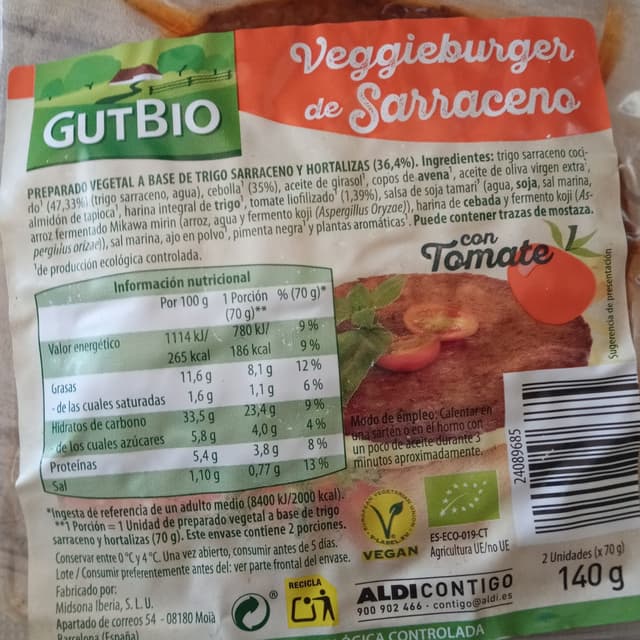 GUTBIO
Veggieburger
de Sarraceno
PREPARADO VEGETAL A BASE DE TRIGO SARRACENO Y HORTALIZAS (36,4%). Ingredientes: trigo sarraceno coci-
do¹ (47,33%) (trigo sarraceno, agua), cebolla¹ (35%), aceite de girasol¹, copos de avena¹, aceite de oliva virgen extra¹,
almidón de tapioca¹, harina integral de trigo¹, tomate liofilizado¹ (1,39%), salsa de soja tamari¹ (agua, soja, sal marina,
arroz fermentado Mikawa mirin (arroz, agua y fermento koji (Aspergillus Oryzae)), harina de cebada y fermento koji (As-
pergilus orizae)), sal marina, ajo en polvo¹, pimenta negra¹ y plantas aromáticas¹. Puede contener trazas de mostaza.
¹de producción ecológica controlada.
con
Tomate
Sugerencia de presentación
Información nutricional
Por 100 g 1 Porción (70 g)** % (70 g)*
Valor energético 1114 kJ/ 780 kJ/ 9 %
265 kcal 186 kcal 9 %
Grasas 11,6 g 8,1 g 12 %
- de las cuales saturadas 1,6 g 1,1 g 6 %
Hidratos de carbono 33,5 g 23,4 g 9 %
de los cuales azúcares 5,8 g 4,0 g 4 %
Proteínas 5,4 g 3,8 g 8 %
Sal 1,10 g 0,77 g 13 %
Modo de empleo: Calentar en
una sartén o en el horno con
un poco de aceite durante 3
minutos aproximadamente.
24089685
*Ingesta de referencia de un adulto medio (8400 kJ/2000 kcal).
**1 Porción = 1 Unidad de preparado vegetal a base de trigo
sarraceno y hortalizas (70 g). Este envase contiene 2 porciones.
Conservar entre 0 °C y 4 °C. Una vez abierto, consumir antes de 5 días.
Lote / Consumir preferentemente antes del: ver parte frontal del envase.
Fabricado por:
Midsona Iberia, S. L. U.
Apartado de correos 54 - 08180 Moià
Barcelona (España)
VEGAN
ES-ECO-019-CT
Agricultura UE/no UE
RECICLA
ALDICONTIGO
900 902 466 · contigo@aldi.es
2 Unidades (x 70 g)
140 g
CONTROLADA